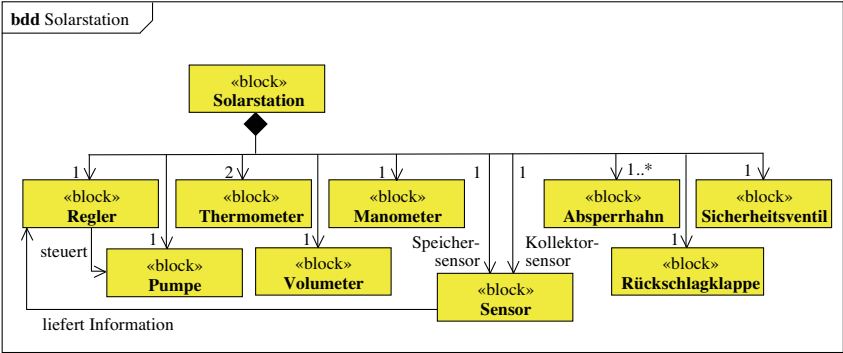 bdd Solarstation
«block»
Solarstation
1
«block»
Regler
2
«block»
Thermometer
1
«block»
Manometer
1
1
1..*
«block»
Absperrhahn
1
«block»
Sicherheitsventil
steuert
1
«block»
Pumpe
1
«block»
Volumeter
Speicher-
sensor
Kollektor-
sensor
«block»
Sensor
1
«block»
Rückschlagklappe
liefert Information